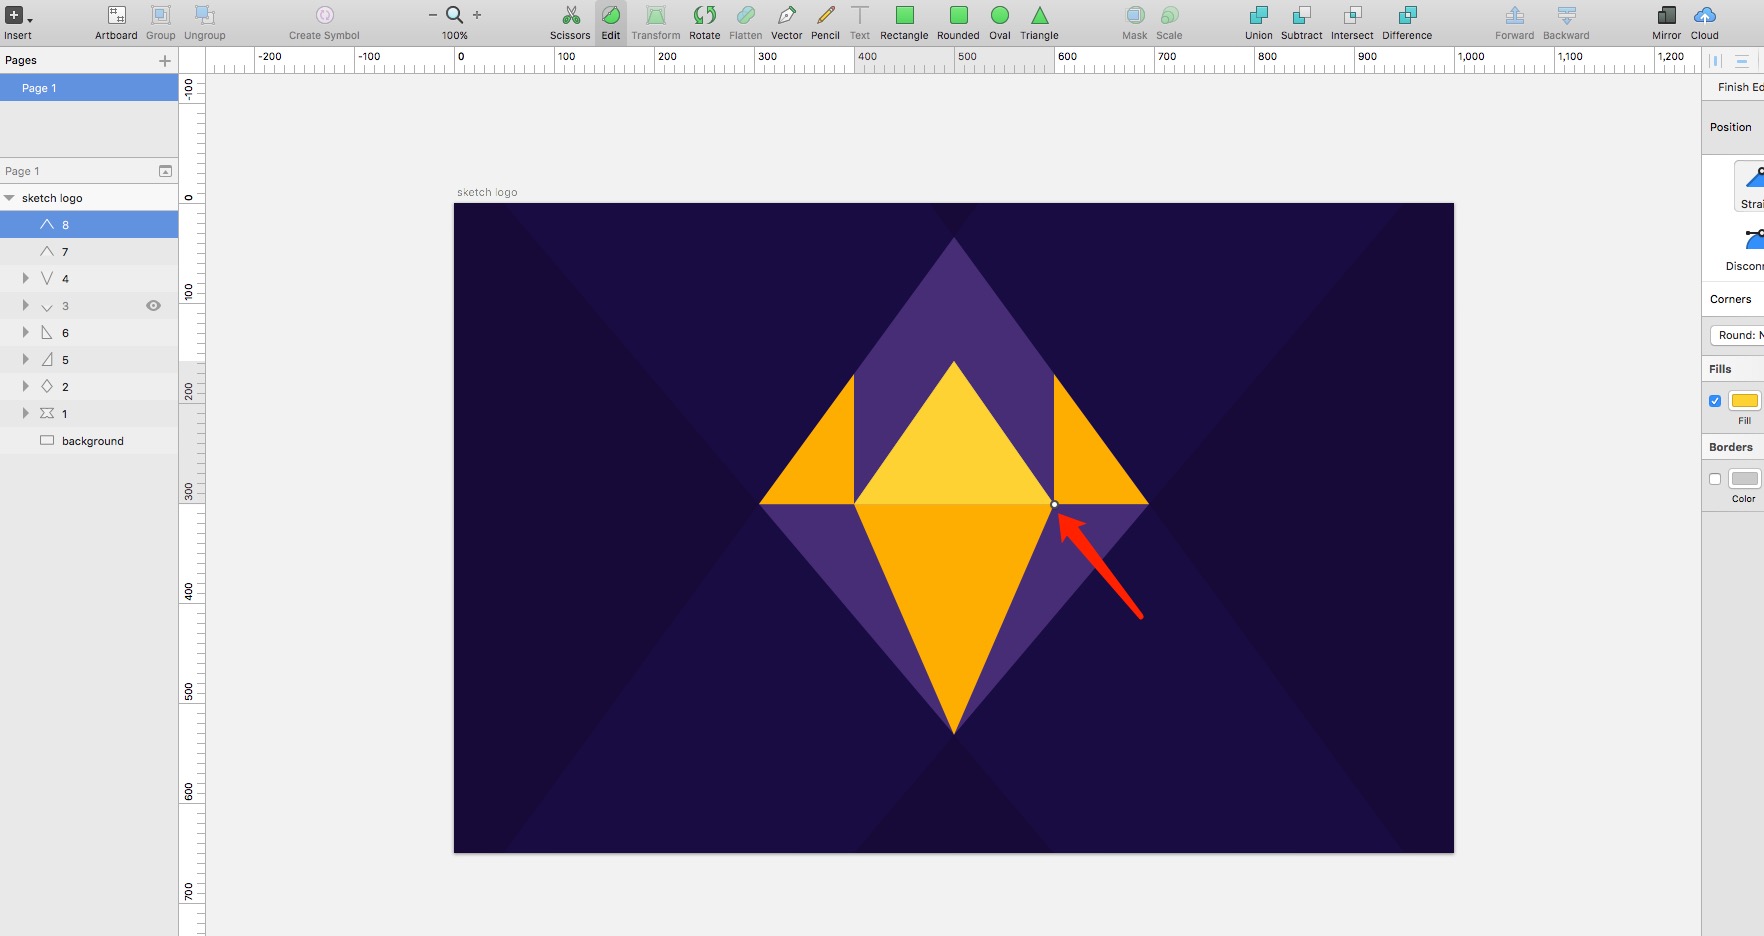 Insert
Artboard
Group
Ungroup
Create Symbol
100%
Scissors
Edit
Transform
Rotate
Flatten
Vector
Pencil
Text
Rectangle
Rounded
Oval
Triangle
Mask
Scale
Union
Subtract
Intersect
Difference
Forward
Backward
Mirror
Cloud
Pages
Page 1
Page 1
sketch logo
8
7
4
3
6
5
2
1
background
-200
-100
0
100
200
300
400
500
600
700
800
900
1,000
1,100
1,200
-100
0
100
200
300
400
500
600
700
sketch logo
Finish Ed
Position
Strai
Disconn
Corners
Round: N
Fills
Fill
Borders
Color